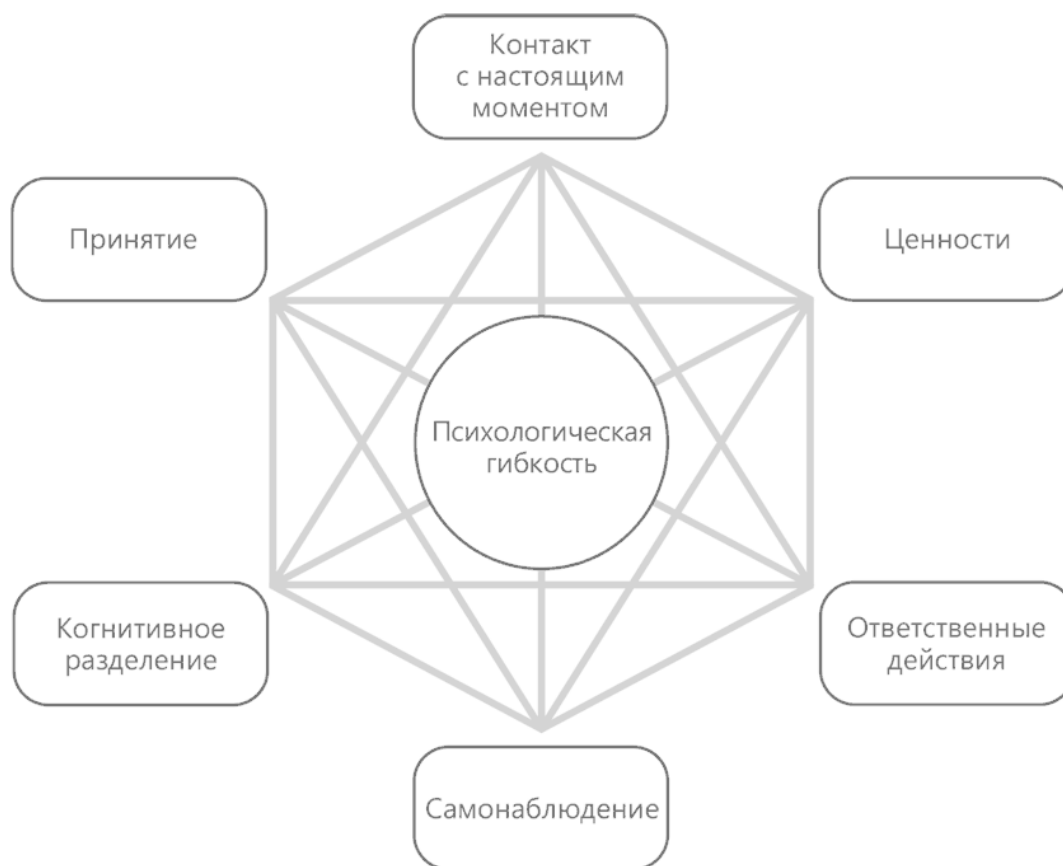 Контакт
с настоящим
моментом
Принятие
Ценности
Психологическая
гибкость
Когнитивное
разделение
Ответственные
действия
Самонаблюдение